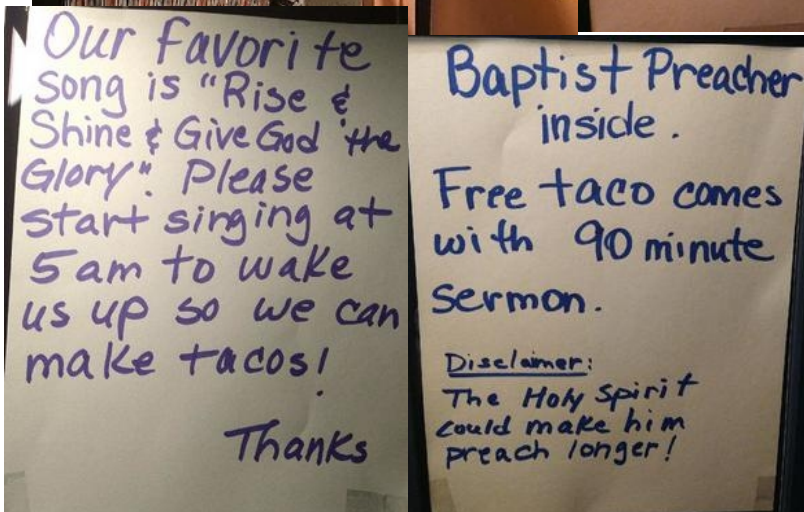 Our favorite
song is "Rise &
Shine & Give God the
Glory". Please
start singing at
5am to wake
us up so we can
make tacos!
Thanks
Baptist Preacher
inside.
Free taco comes
with 90 minute
sermon.
Disclaimer:
The Holy Spirit
could make him
preach longer!